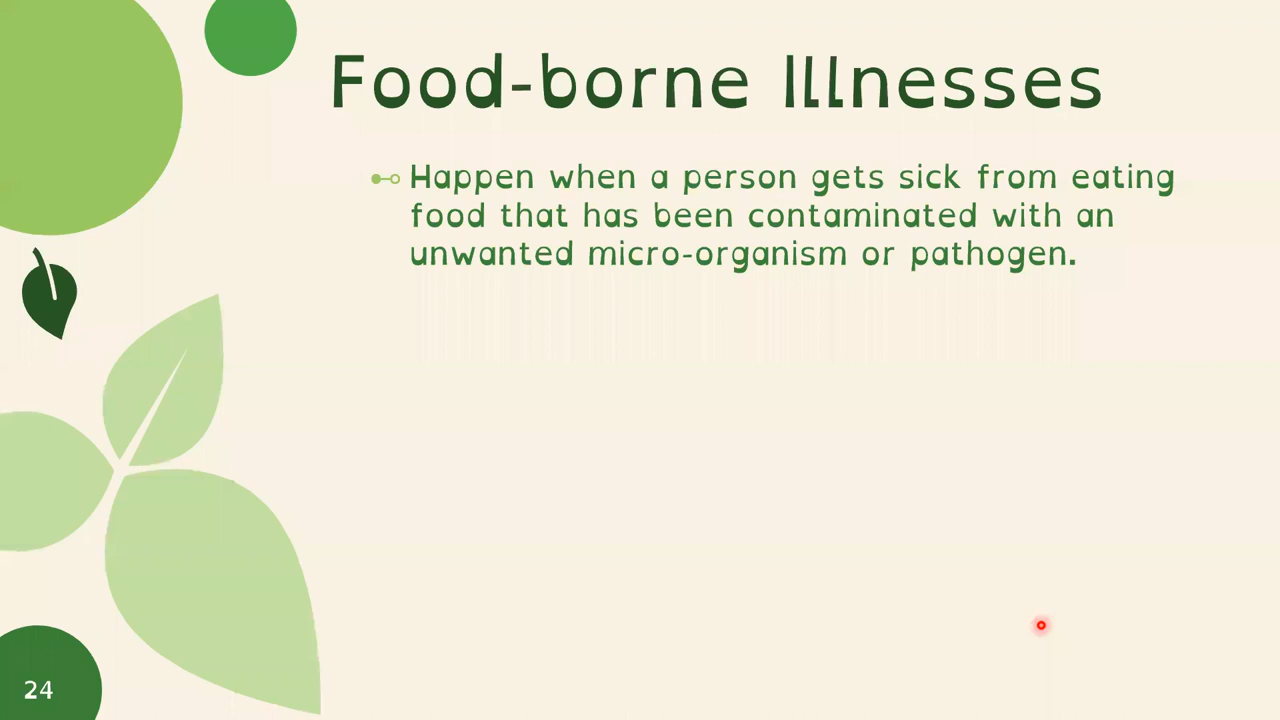 Food-borne Illnesses
Happen when a person gets sick from eating
food that has been contaminated with an
unwanted micro-organism or pathogen.
24